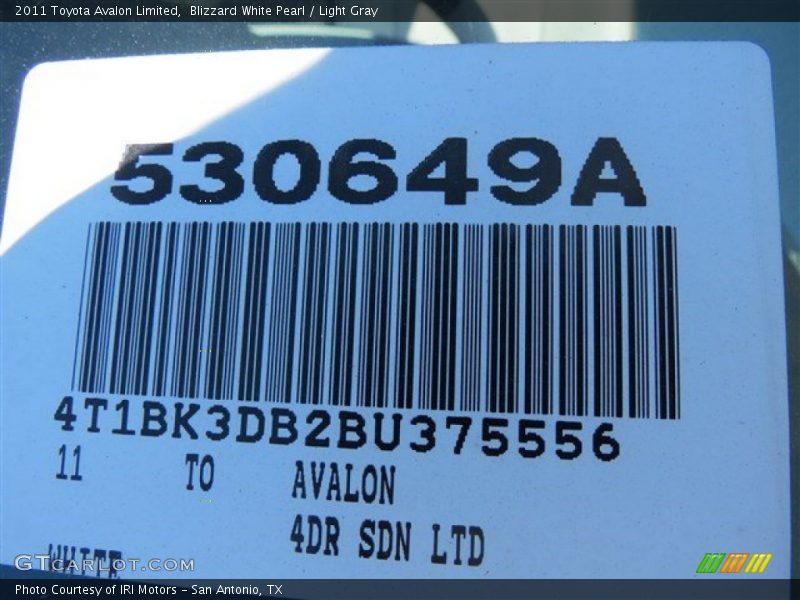 2011 Toyota Avalon Limited, Blizzard White Pearl / Light Gray
530649A
4T1BK3DB2BU375556
11 TO AVALON
4DR SDN LTD
WHITE
GTCARLOT.COM
Photo Courtesy of IRI Motors – San Antonio, TX